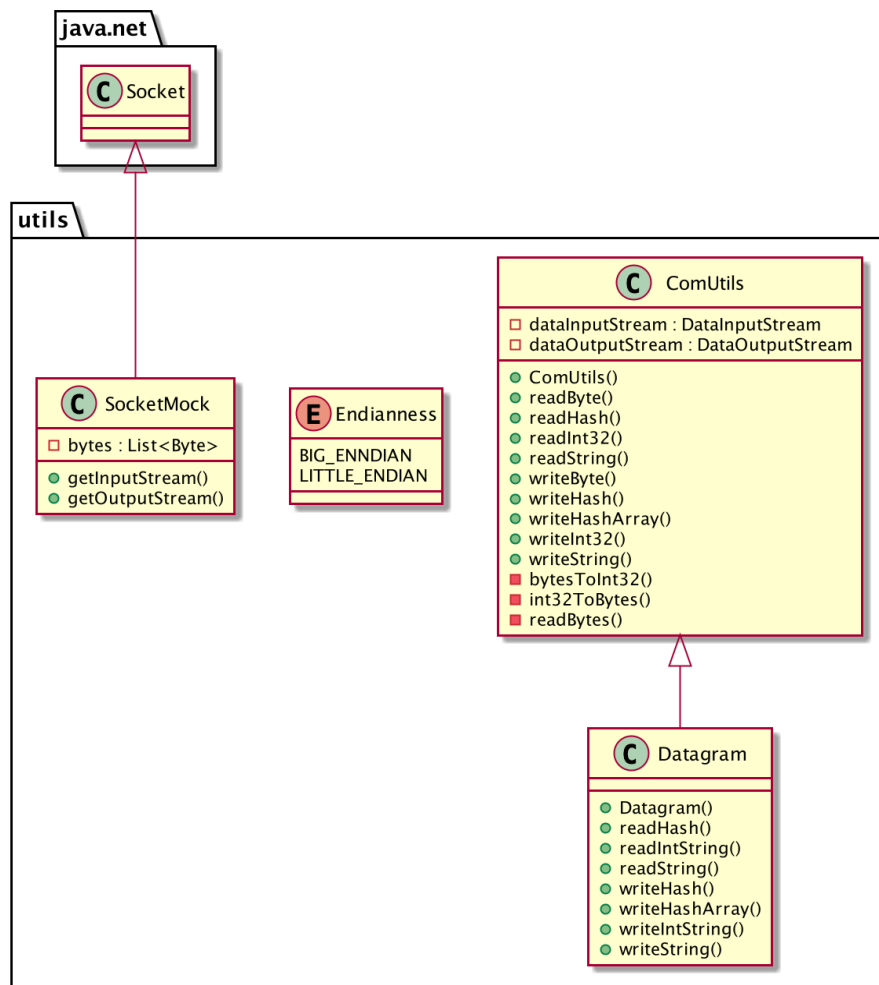 java.net
C Socket
utils
C SocketMock
bytes : List<Byte>
getInputStream()
getOutputStream()
E Endianness
BIG_ENNDIAN
LITTLE_ENDIAN
C ComUtils
dataInputStream : DataInputStream
dataOutputStream : DataOutputStream
ComUtils()
readByte()
readHash()
readInt32()
readString()
writeByte()
writeHash()
writeHashArray()
writeInt32()
writeString()
bytesToInt32()
int32ToBytes()
readBytes()
C Datagram
Datagram()
readHash()
readIntString()
readString()
writeHash()
writeHashArray()
writeIntString()
writeString()